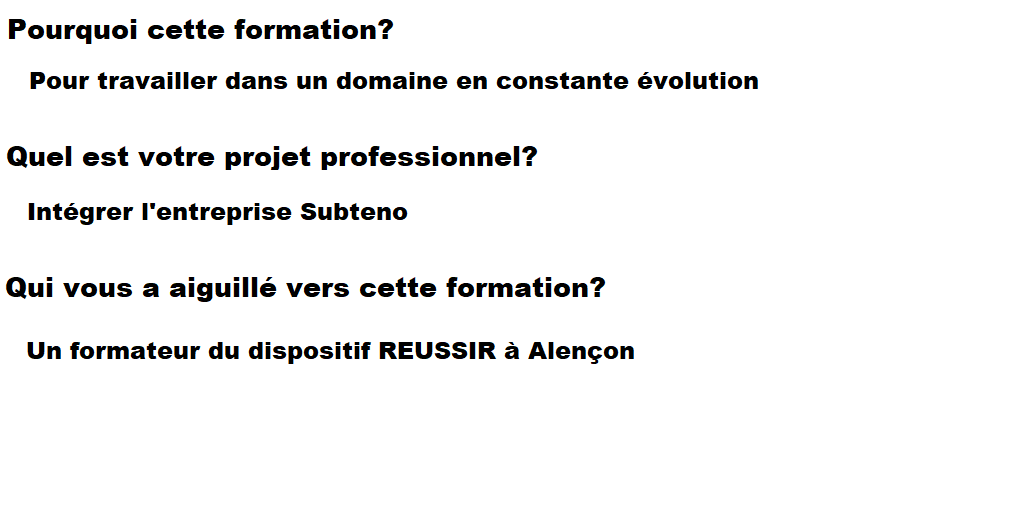 Pourquoi cette formation?
Pour travailler dans un domaine en constante évolution
Quel est votre projet professionnel?
Intégrer l'entreprise Subteno
Qui vous a aiguillé vers cette formation?
Un formateur du dispositif REUSSIR à Alençon